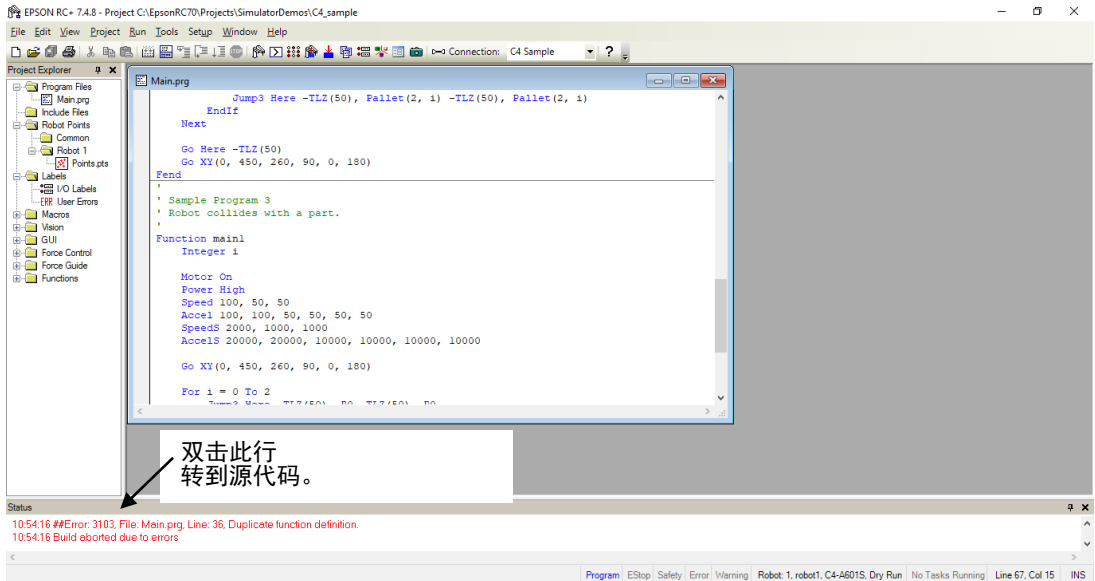 EPSON RC+ 7.4.8 - Project C:\EpsonRC70\Projects\SimulatorDemos\C4_sample
File Edit View Project Run Tools Setup Window Help
Connection: C4 Sample
Project Explorer
Program Files
Main.prg
Include Files
Robot Points
Common
Robot 1
Points.pts
Labels
I/O Labels
ERR User Errors
Macros
Vision
GUI
Force Control
Force Guide
Functions
Main.prg
Jump3 Here -TLZ(50), Pallet(2, i) -TLZ(50), Pallet(2, i)
EndIf
Next
Go Here -TLZ(50)
Go XY(0, 450, 260, 90, 0, 180)
Fend
'
' Sample Program 3
' Robot collides with a part.
'
Function main1
Integer i
Motor On
Power High
Speed 100, 50, 50
Accel 100, 100, 50, 50, 50, 50
SpeedS 2000, 1000, 1000
AccelS 20000, 20000, 10000, 10000, 10000, 10000
Go XY(0, 450, 260, 90, 0, 180)
For i = 0 To 2
Jump3 Here -TLZ(50), P0 -TLZ(50), P0
双击此行
转到源代码。
Status
10:54:16 ##Error: 3103, File: Main.prg, Line: 36, Duplicate function definition.
10:54:16 Build aborted due to errors
Program EStop Safety Error Warning Robot: 1, robot1, C4-A601S, Dry Run No Tasks Running Line 67, Col 15 INS